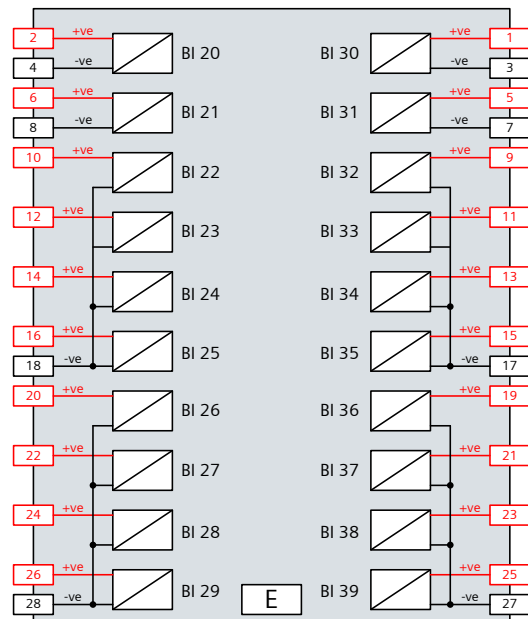 2 +ve BI 20 BI 30 +ve 1
4 -ve -ve 3
6 +ve BI 21 BI 31 +ve 5
8 -ve -ve 7
10 +ve BI 22 BI 32 +ve 9
12 +ve BI 23 BI 33 +ve 11
14 +ve BI 24 BI 34 +ve 13
16 +ve BI 25 BI 35 +ve 15
18 -ve -ve 17
20 +ve BI 26 BI 36 +ve 19
22 +ve BI 27 BI 37 +ve 21
24 +ve BI 28 BI 38 +ve 23
26 +ve BI 29 BI 39 +ve 25
28 -ve E -ve 27